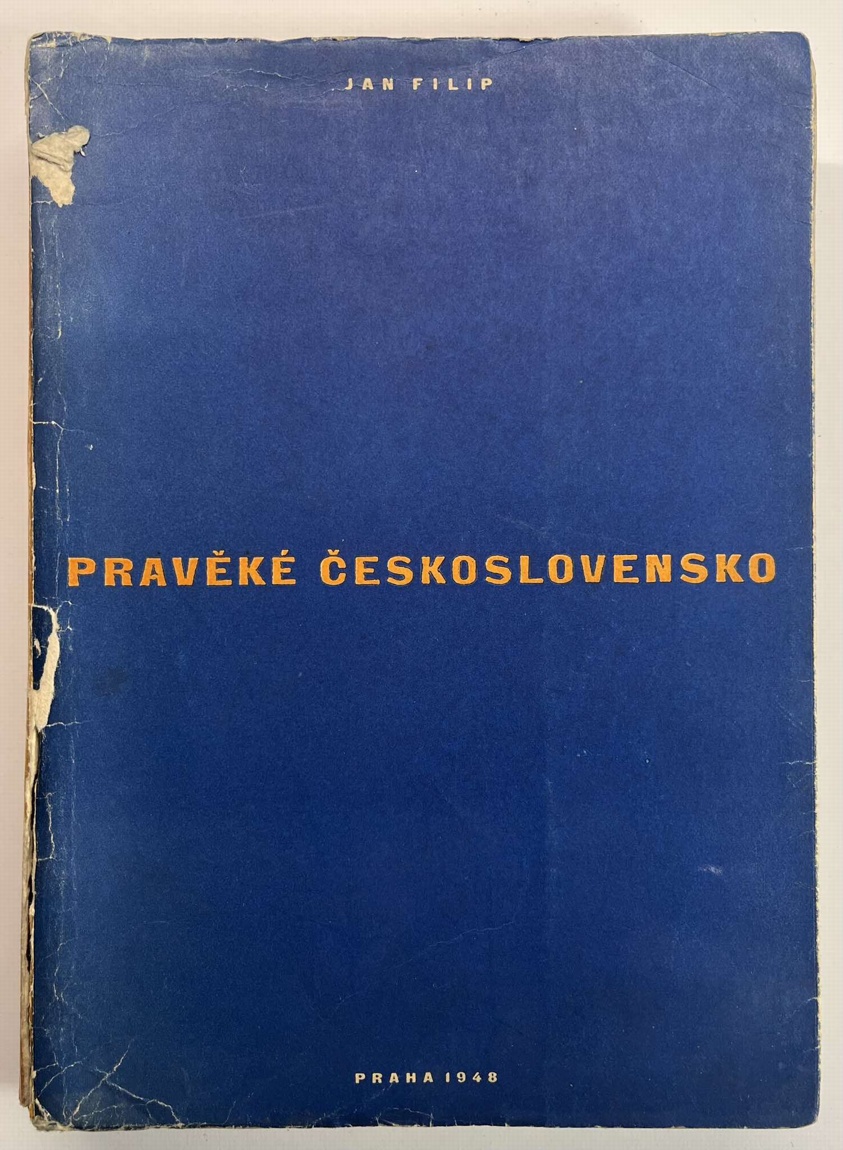 JAN FILIP
PRAVĚKÉ ČESKOSLOVENSKO
PRAHA 1948